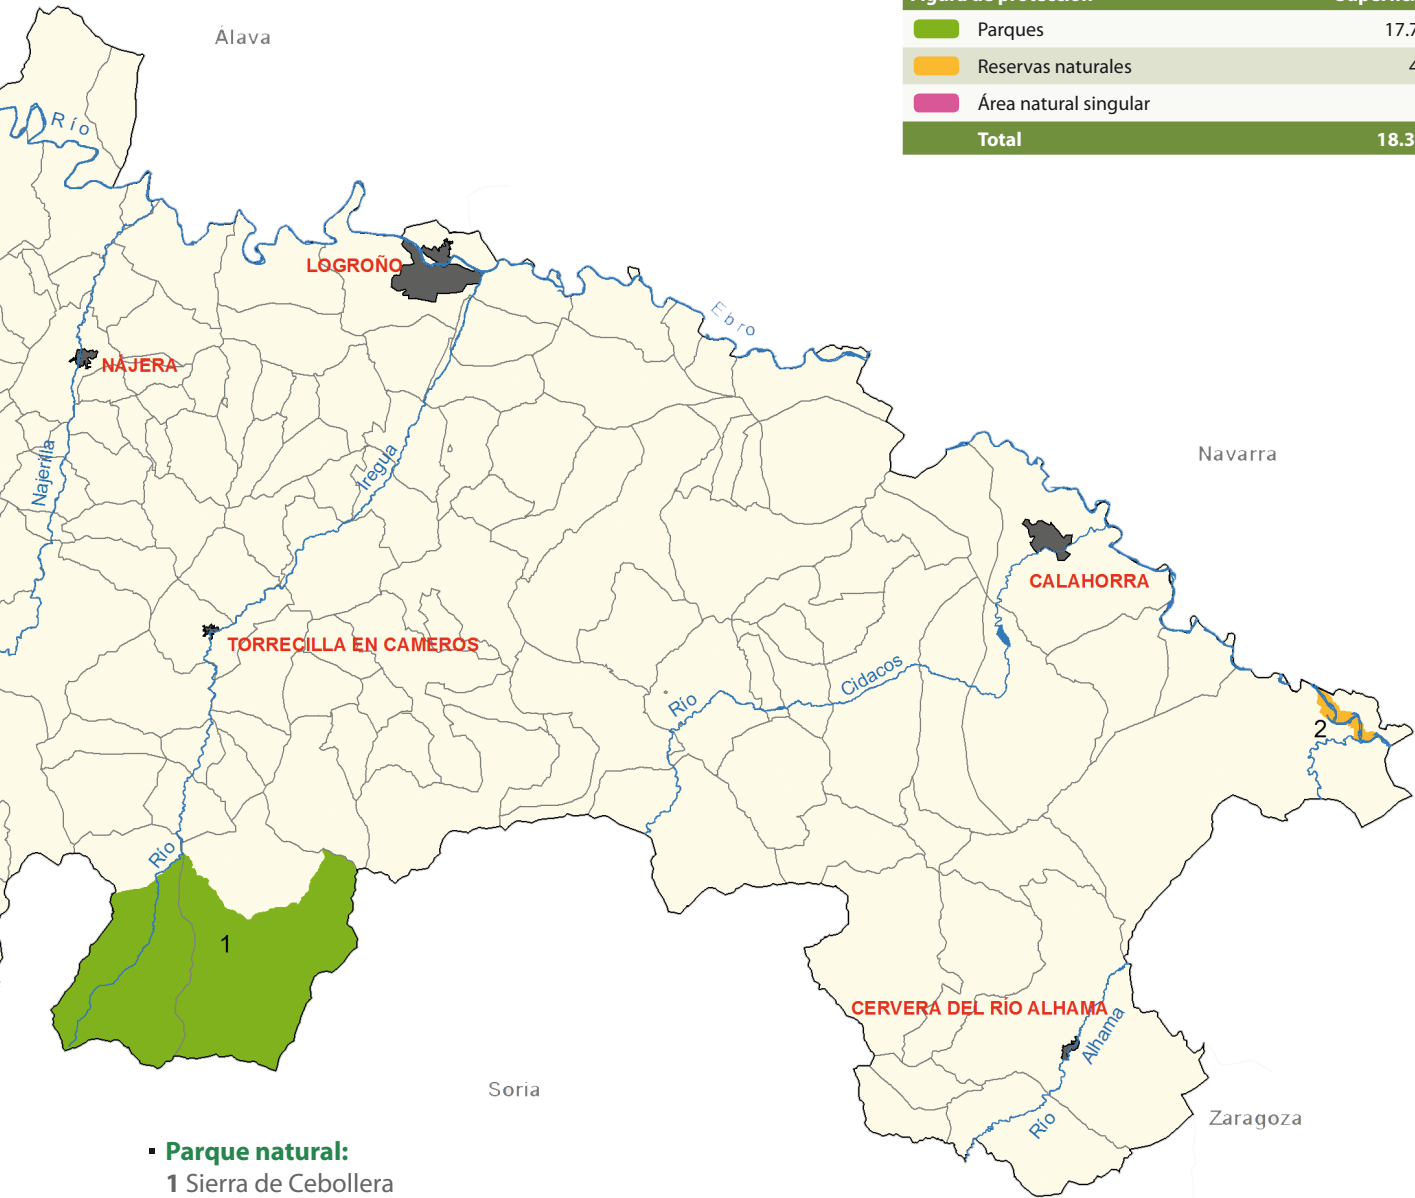 Álava
Parques 17.7
Reservas naturales 4
Área natural singular
Total 18.3
Río
LOGROÑO
Ebro
NÁJERA
Navarra
Najerilla
Iregua
CALAHORRA
TORRECILLA EN CAMEROS
Cidacos
Río
2
Río
1
CERVERA DEL RÍO ALHAMA
Alhama
Soria
Río
Zaragoza
▪ Parque natural:
1 Sierra de Cebollera